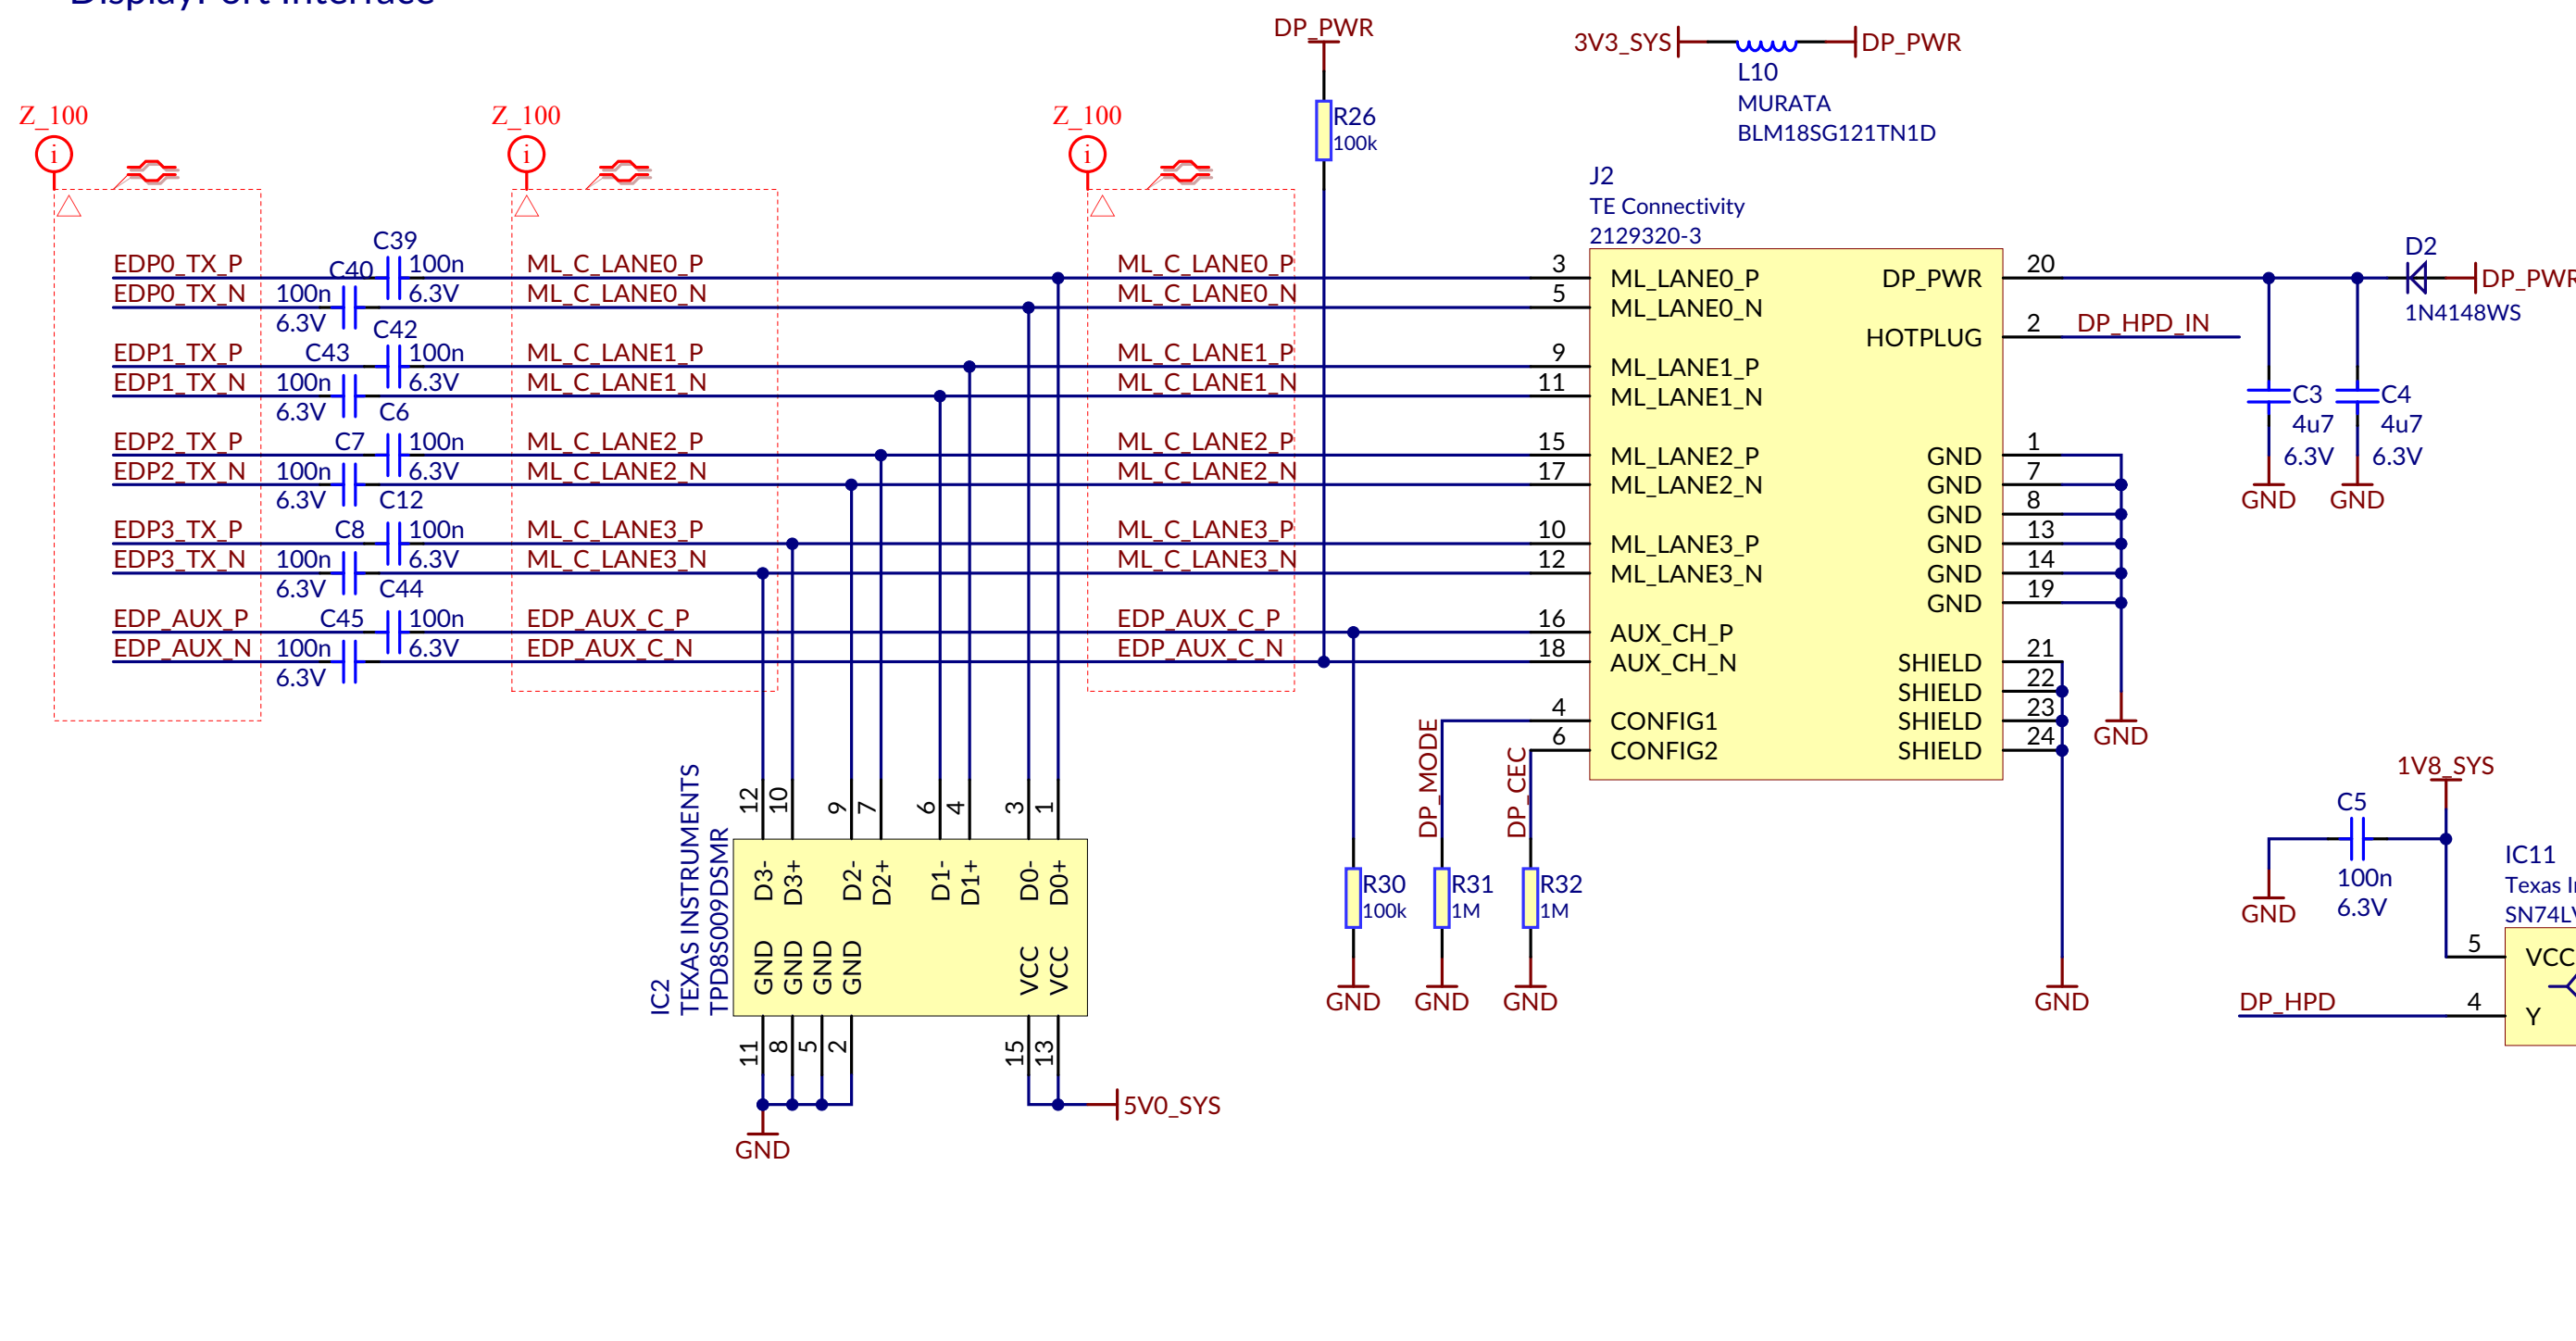 DisplayPort Interface
DP_PWR
3V3_SYS
DP_PWR
L10
MURATA
BLM18SG121TN1D
Z_100
i
Z_100
i
Z_100
i
R26
100k
J2
TE Connectivity
2129320-3
EDP0_TX_P
C39
100n
ML_C_LANE0_P
ML_C_LANE0_P
3
ML_LANE0_P
EDP0_TX_N
C40
100n
6.3V
6.3V
ML_C_LANE0_N
ML_C_LANE0_N
5
ML_LANE0_N
EDP1_TX_P
C42
100n
ML_C_LANE1_P
ML_C_LANE1_P
9
ML_LANE1_P
EDP1_TX_N
C43
100n
6.3V
6.3V
ML_C_LANE1_N
ML_C_LANE1_N
11
ML_LANE1_N
C6
EDP2_TX_P
C7
100n
ML_C_LANE2_P
ML_C_LANE2_P
15
ML_LANE2_P
EDP2_TX_N
100n
6.3V
6.3V
ML_C_LANE2_N
ML_C_LANE2_N
17
ML_LANE2_N
C12
EDP3_TX_P
C8
100n
ML_C_LANE3_P
ML_C_LANE3_P
10
ML_LANE3_P
EDP3_TX_N
100n
6.3V
6.3V
ML_C_LANE3_N
ML_C_LANE3_N
12
ML_LANE3_N
C44
EDP_AUX_P
C45
100n
EDP_AUX_C_P
EDP_AUX_C_P
16
AUX_CH_P
EDP_AUX_N
100n
6.3V
6.3V
EDP_AUX_C_N
EDP_AUX_C_N
18
AUX_CH_N
4
CONFIG1
6
CONFIG2
DP_PWR
20
HOTPLUG
2
DP_HPD_IN
GND
1
GND
7
GND
8
GND
13
GND
14
GND
19
SHIELD
21
SHIELD
22
SHIELD
23
SHIELD
24
GND
GND
D2
1N4148WS
DP_PWR
C3
4u7
6.3V
GND
C4
4u7
6.3V
GND
DP_MODE
DP_CEC
R30
100k
GND
R31
1M
GND
R32
1M
GND
IC2
TEXAS INSTRUMENTS
TPD8S009DSMR
12
10
9
7
6
4
3
1
D3-
D3+
D2-
D2+
D1-
D1+
D0-
D0+
GND
GND
GND
GND
VCC
VCC
11
8
5
2
15
13
GND
5V0_SYS
1V8_SYS
C5
100n
6.3V
GND
IC11
Texas
SN74LV
5
VCC
DP_HPD
4
Y